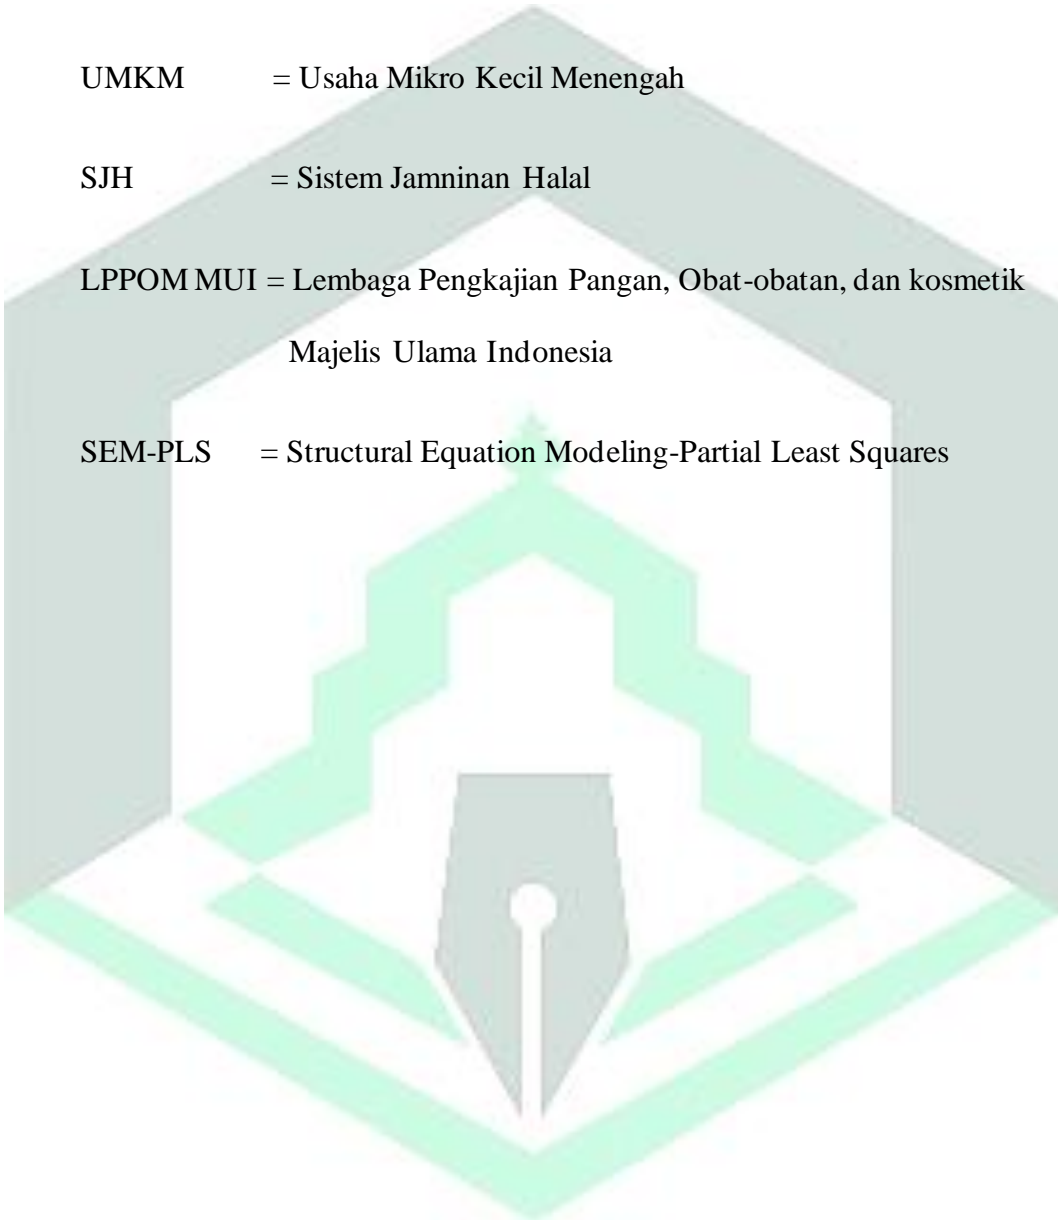 UMKM = Usaha Mikro Kecil Menengah
SJH = Sistem Jamninan Halal
LPPOM MUI = Lembaga Pengkajian Pangan, Obat-obatan, dan kosmetik
Majelis Ulama Indonesia
SEM-PLS = Structural Equation Modeling-Partial Least Squares